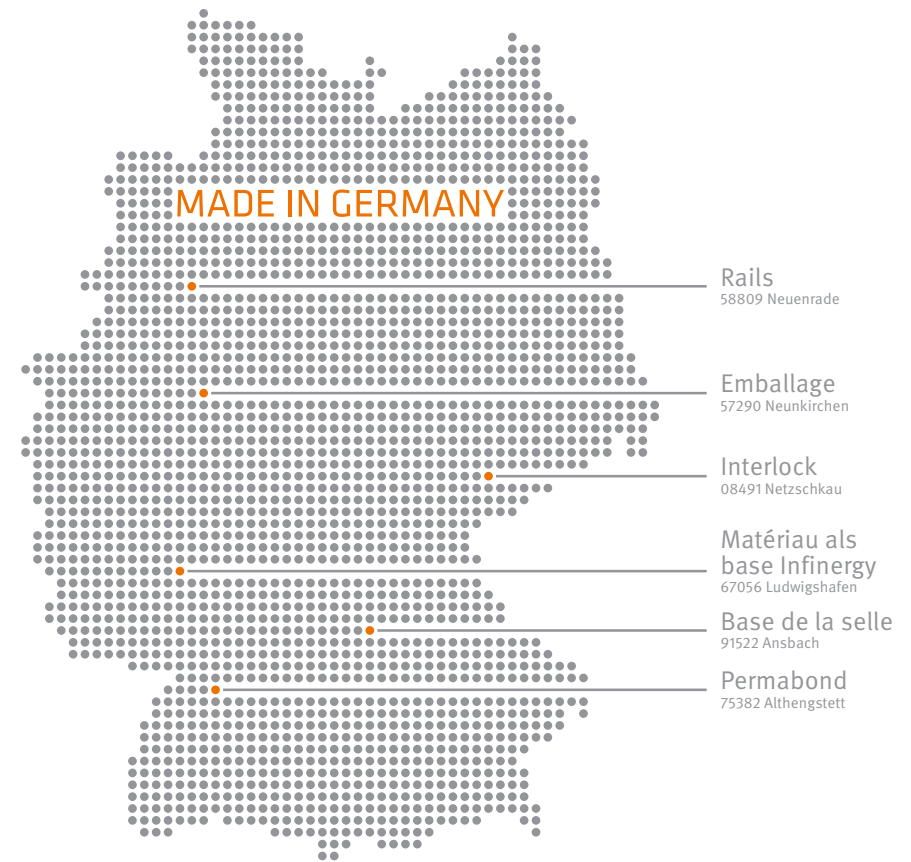 MADE IN GERMANY
Rails
58809 Neuenrade
Emballage
57290 Neunkirchen
Interlock
08491 Netzschkau
Matériau als
base Infinergy
67056 Ludwigshafen
Base de la selle
91522 Ansbach
Permabond
75382 Althengstett